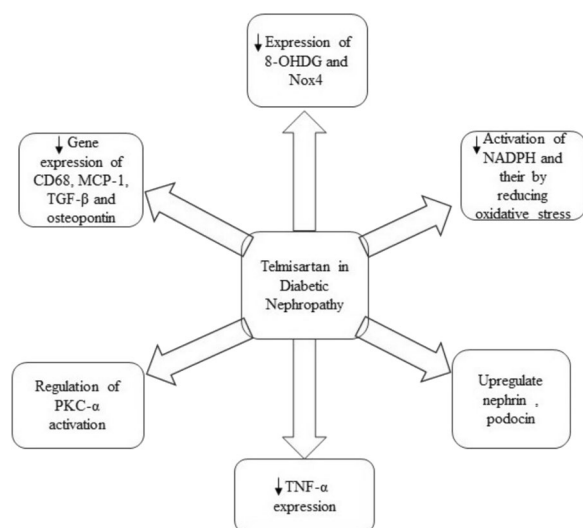 ↓ Expression of
8-OHDG and
Nox4
↓ Gene
expression of
CD68, MCP-1,
TGF-β and
osteopontin
↓ Activation of
NADPH and
their by
reducing
oxidative stress
Telmisartan in
Diabetic
Nephropathy
Regulation of
PKC-α
activation
Upregulate
nephrin ,
podocin
↓TNF-α
expression